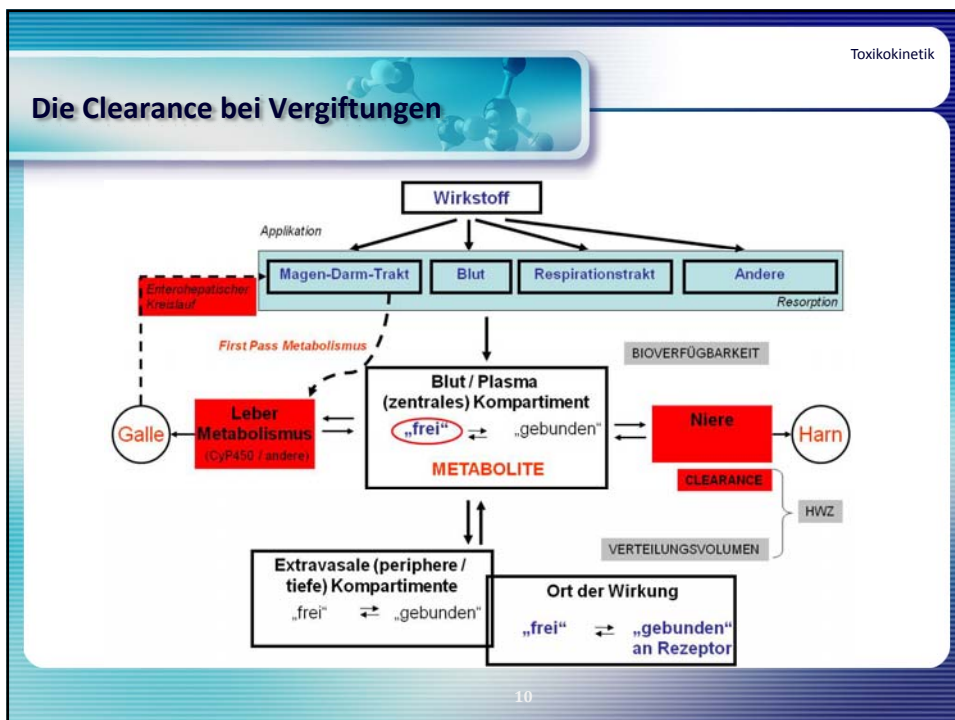 Toxikokinetik
Die Clearance bei Vergiftungen
Wirkstoff
Applikation
Magen-Darm-Trakt
Blut
Respirationstrakt
Andere
Resorption
Enterohepatischer
Kreislauf
First Pass Metabolismus
BIOVERFÜGBARKEIT
Blut / Plasma
(zentrales) Kompartiment
„frei“ ⇌ „gebunden“
METABOLITE
Galle
Leber
Metabolismus
(CyP450 / andere)
Niere
Harn
CLEARANCE
HWZ
VERTEILUNGSVOLUMEN
Extravasale (periphere /
tiefe) Kompartimente
„frei“ ⇌ „gebunden“
Ort der Wirkung
„frei“ ⇌ „gebunden“
an Rezeptor
10